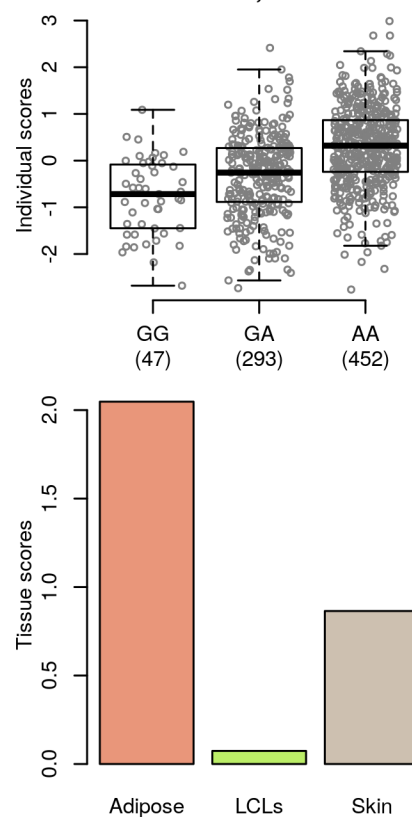 Individual scores
3
2
1
0
-1
-2
GG GA AA
(47) (293) (452)
Tissue scores
2.0
1.5
1.0
0.5
0.0
Adipose LCLs Skin